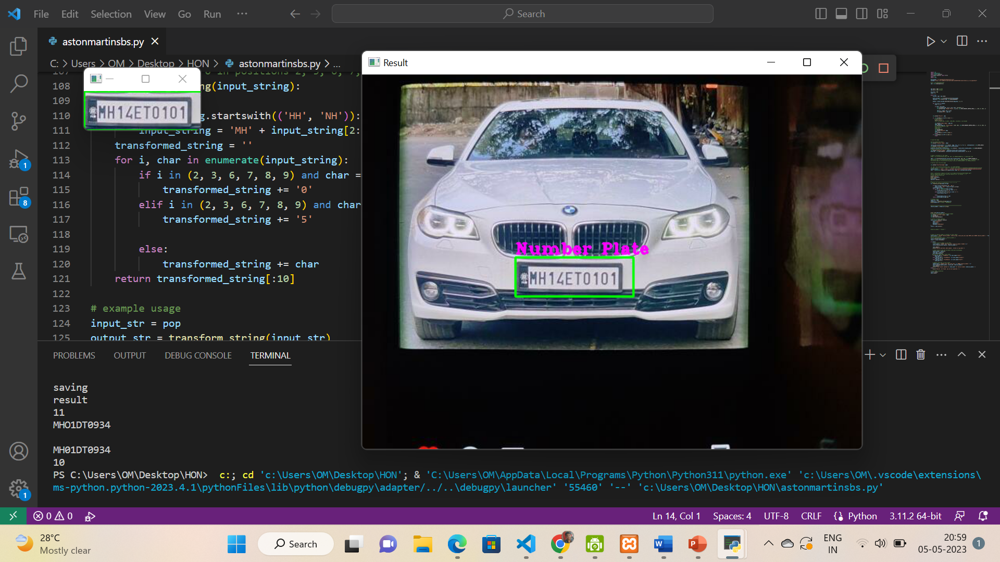 File Edit Selection View Go Run ··· Search
astonmartinsbs.py
C: > Users > OM > Desktop > HON > astonmartinsbs.py > ...
Result
108 ng(input_string):
109
110 g.startswith(('HH', 'NH')):
111 input_string = 'MH' + input_string[2:
112 transformed_string = ''
113 for i, char in enumerate(input_string):
114 if i in (2, 3, 6, 7, 8, 9) and char =
115 transformed_string += '0'
116 elif i in (2, 3, 6, 7, 8, 9) and char
117 transformed_string += '5'
118
119 else:
120 transformed_string += char
121 return transformed_string[:10]
122
123 # example usage
124 input_str = pop
125 output_str = transform_string(input_str)
MH14ET0101
Number Plate
MH14ET0101
1
8
1
PROBLEMS OUTPUT DEBUG CONSOLE TERMINAL
saving
result
11
MHO1DT0934
MH01DT0934
10
PS C:\Users\OM\Desktop\HON> c:; cd 'c:\Users\OM\Desktop\HON'; & 'C:\Users\OM\AppData\Local\Programs\Python\Python311\python.exe' 'c:\Users\OM\.vscode\extensions\
ms-python.python-2023.4.1\pythonFiles\lib\python\debugpy\adapter/../..\debugpy\launcher' '55460' '--' 'c:\Users\OM\Desktop\HON\astonmartinsbs.py'
0 0 Ln 14, Col 1 Spaces: 4 UTF-8 CRLF Python 3.11.2 64-bit
28°C
Mostly clear
Search
ENG
IN
20:59
05-05-2023
1